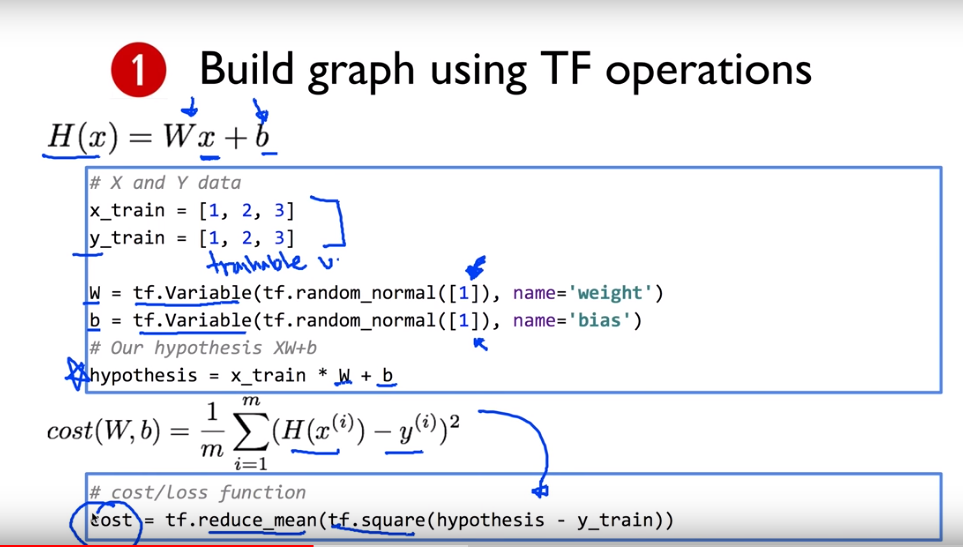 1 Build graph using TF operations
H(x) = Wx + b
# X and Y data
x_train = [1, 2, 3]
y_train = [1, 2, 3]
trainable v.
W = tf.Variable(tf.random_normal([1]), name='weight')
b = tf.Variable(tf.random_normal([1]), name='bias')
# Our hypothesis XW+b
hypothesis = x_train * W + b
cost(W, b) = 1/m ∑_{i=1}^{m} (H(x^{(i)}) − y^{(i)})²
# cost/loss function
cost = tf.reduce_mean(tf.square(hypothesis - y_train))